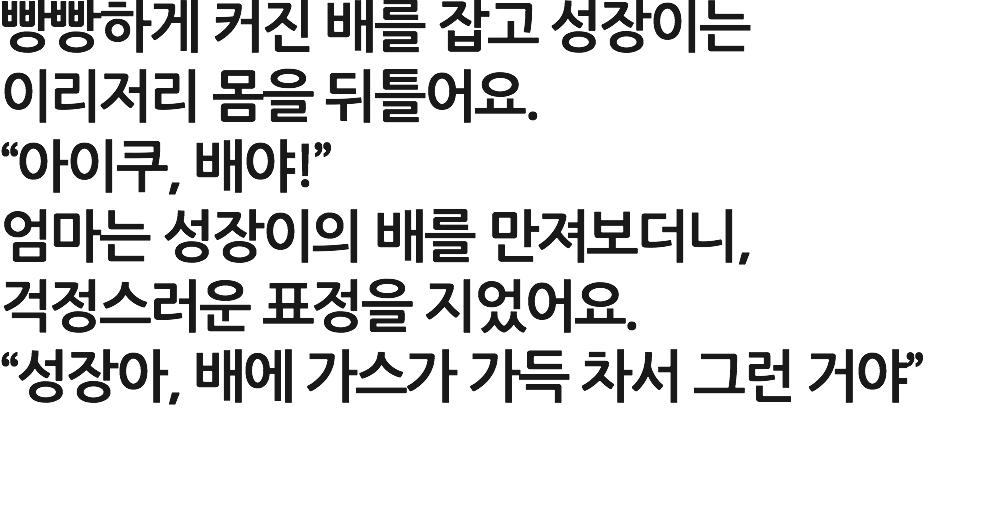 빵빵하게 커진 배를 잡고 성장이는
이리저리 몸을 뒤틀어요.
“아이쿠, 배야!”
엄마는 성장이의 배를 만져보더니,
걱정스러운 표정을 지었어요.
“성장아, 배에 가스가 가득 차서 그런 거야”